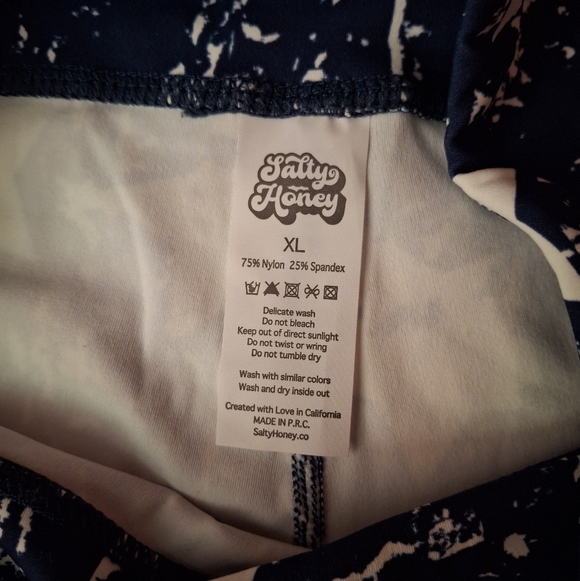 Salty
Honey
XL
75% Nylon 25% Spandex
Delicate wash
Do not bleach
Keep out of direct sunlight
Do not twist or wring
Do not tumble dry
Wash with similar colors
Wash and dry inside out
Created with Love in California
MADE IN P.R.C.
SaltyHoney.co